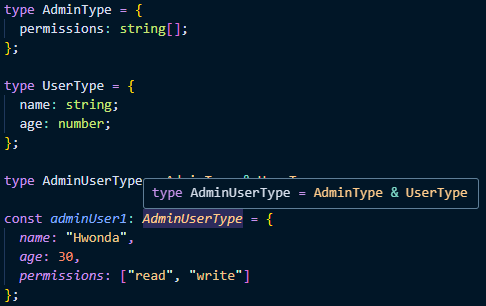 type AdminType = {
  permissions: string[];
};
type UserType = {
  name: string;
  age: number;
};
type AdminUserType
type AdminUserType = AdminType & UserType
const adminUser1: AdminUserType = {
  name: "Hwonda",
  age: 30,
  permissions: ["read", "write"]
};